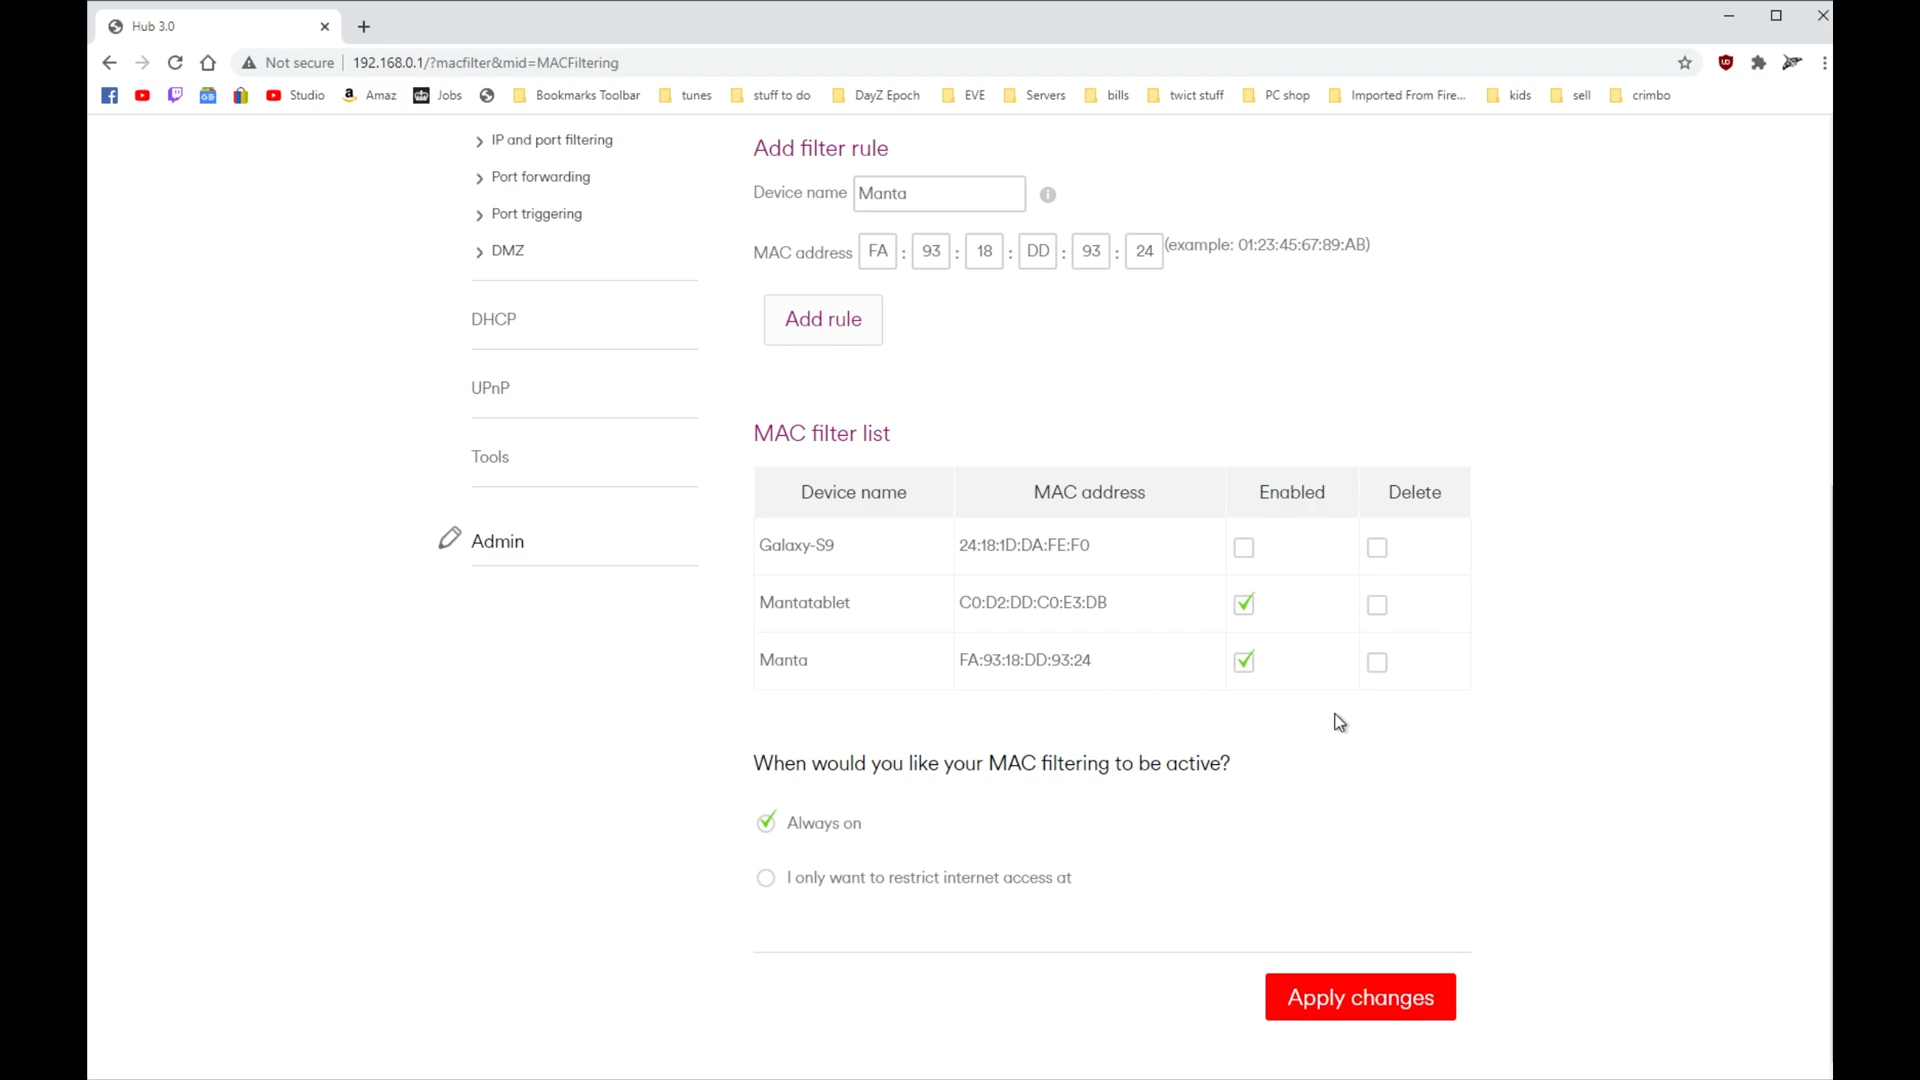 Hub 3.0
Not secure
192.168.0.1/?macfilter&mid=MACFiltering
Studio
Amaz
Jobs
Bookmarks Toolbar
tunes
stuff to do
DayZ Epoch
EVE
Servers
bills
twict stuff
PC shop
Imported From Fire...
kids
sell
crimbo
IP and port filtering
Port forwarding
Port triggering
DMZ
DHCP
UPnP
Tools
Admin
Add filter rule
Device name Manta
MAC address FA : 93 : 18 : DD : 93 : 24 (example: 01:23:45:67:89:AB)
Add rule
MAC filter list
Device name MAC address Enabled Delete
Galaxy-S9 24:18:1D:DA:FE:F0
Mantatablet C0:D2:DD:C0:E3:DB
Manta FA:93:18:DD:93:24
When would you like your MAC filtering to be active?
Always on
I only want to restrict internet access at
Apply changes